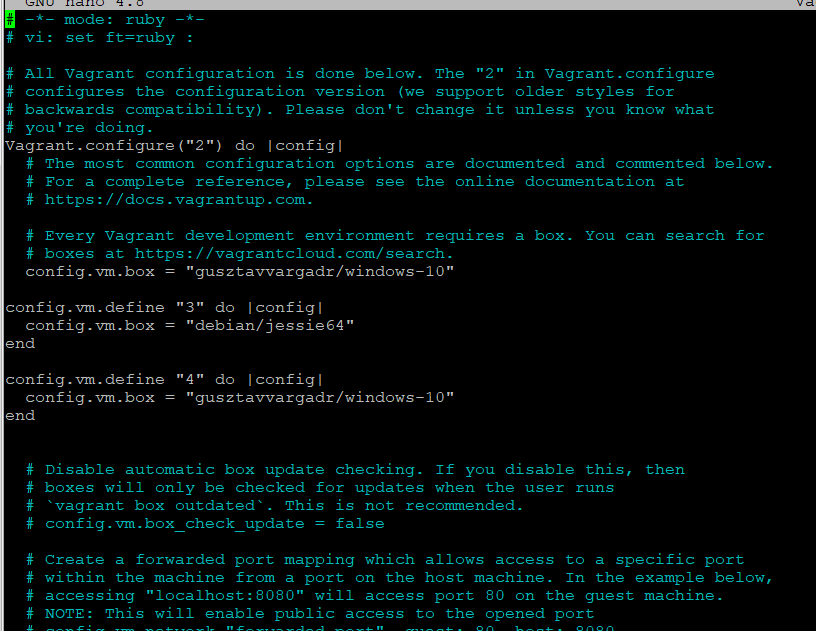 GNU nano 4.8
# -*- mode: ruby -*-
# vi: set ft=ruby :
# All Vagrant configuration is done below. The "2" in Vagrant.configure
# configures the configuration version (we support older styles for
# backwards compatibility). Please don't change it unless you know what
# you're doing.
Vagrant.configure("2") do |config|
# The most common configuration options are documented and commented below.
# For a complete reference, please see the online documentation at
# https://docs.vagrantup.com.
# Every Vagrant development environment requires a box. You can search for
# boxes at https://vagrantcloud.com/search.
config.vm.box = "gusztavvargadr/windows-10"
config.vm.define "3" do |config|
config.vm.box = "debian/jessie64"
end
config.vm.define "4" do |config|
config.vm.box = "gusztavvargadr/windows-10"
end
# Disable automatic box update checking. If you disable this, then
# boxes will only be checked for updates when the user runs
# `vagrant box outdated`. This is not recommended.
# config.vm.box_check_update = false
# Create a forwarded port mapping which allows access to a specific port
# within the machine from a port on the host machine. In the example below,
# accessing "localhost:8080" will access port 80 on the guest machine.
# NOTE: This will enable public access to the opened port
# config.vm.network "forwarded_port", guest: 80, host: 8080